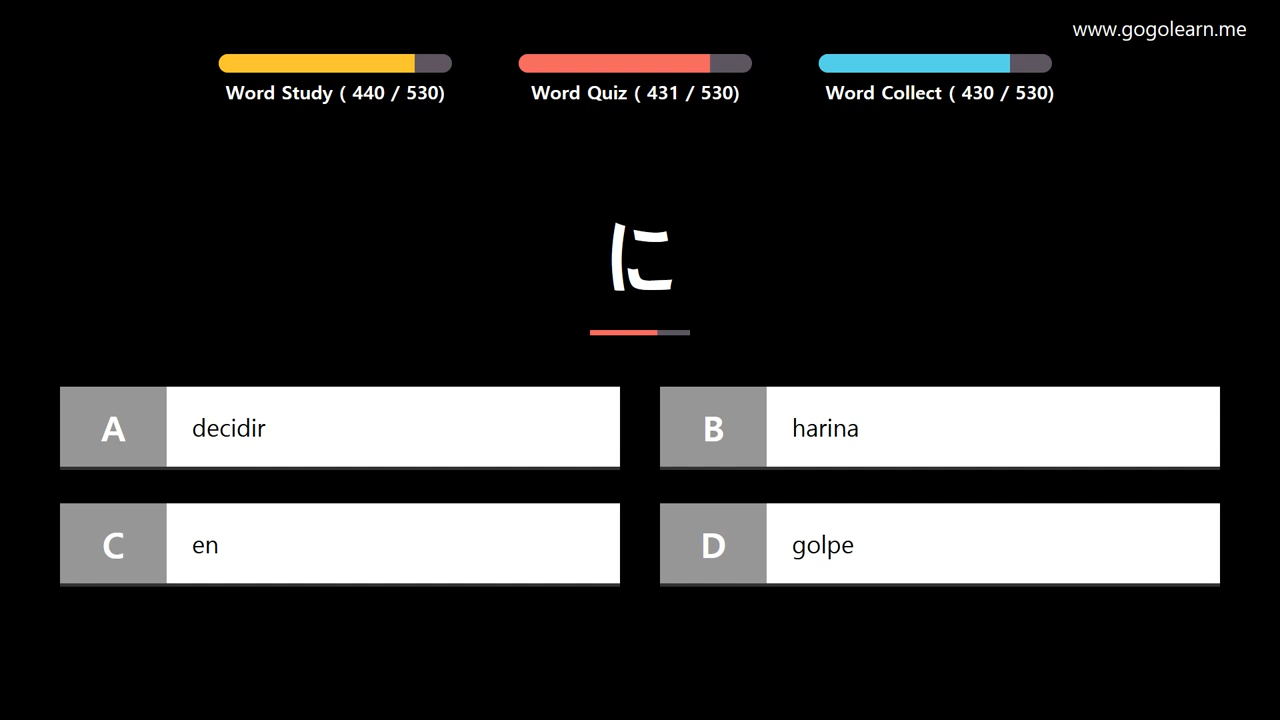 www.gogolearn.me
Word Study ( 440 / 530)
Word Quiz ( 431 / 530)
Word Collect ( 430 / 530)
に
A decidir
B harina
C en
D golpe